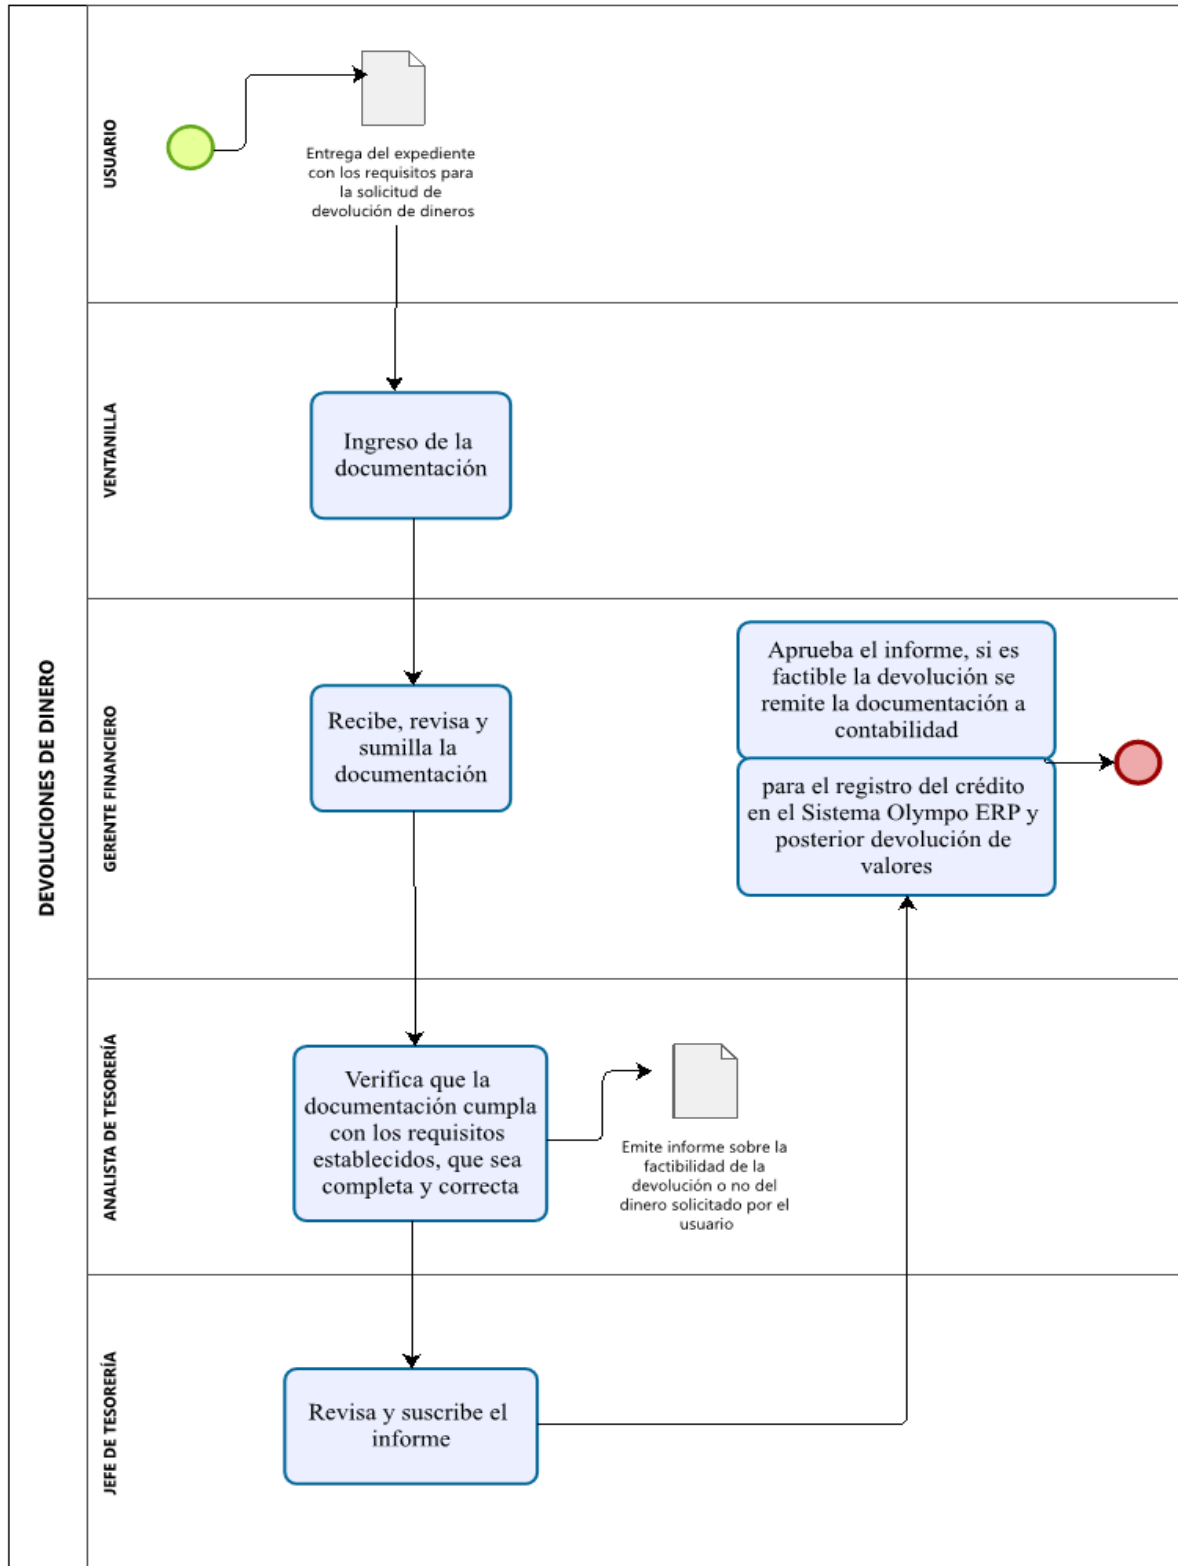 DEVOLUCIONES DE DINERO
USUARIO
Entrega del expediente
con los requisitos para
la solicitud de
devolución de dineros
VENTANILLA
Ingreso de la
documentación
GERENTE FINANCIERO
Recibe, revisa y
sumilla la
documentación
Aprueba el informe, si es
factible la devolución se
remite la documentación a
contabilidad
para el registro del crédito
en el Sistema Olympo ERP y
posterior devolución de
valores
ANALISTA DE TESORERÍA
Verifica que la
documentación cumpla
con los requisitos
establecidos, que sea
completa y correcta
Emite informe sobre la
factibilidad de la
devolución o no del
dinero solicitado por el
usuario
JEFE DE TESORERÍA
Revisa y suscribe el
informe